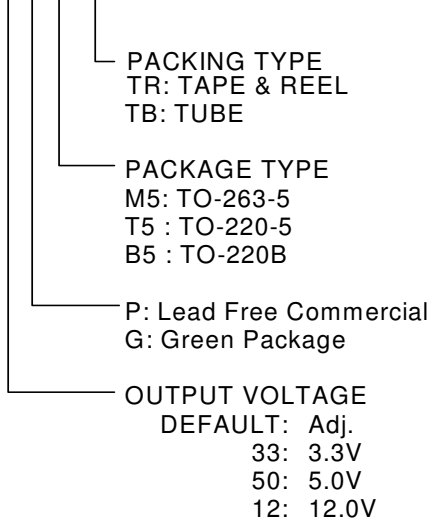 PACKING TYPE
TR: TAPE & REEL
TB: TUBE
PACKAGE TYPE
M5: TO-263-5
T5 : TO-220-5
B5 : TO-220B
P: Lead Free Commercial
G: Green Package
OUTPUT VOLTAGE
DEFAULT: Adj.
33: 3.3V
50: 5.0V
12: 12.0V